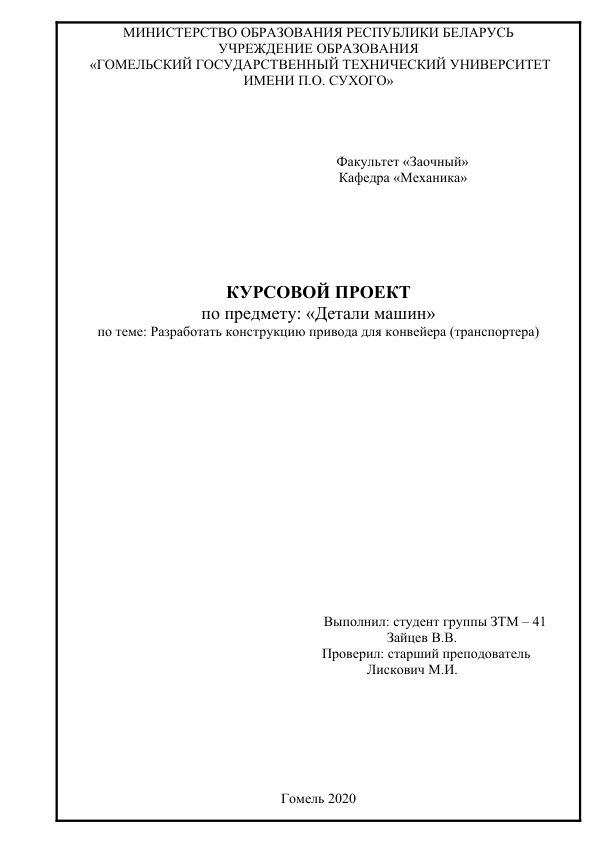 МИНИСТЕРСТВО ОБРАЗОВАНИЯ РЕСПУБЛИКИ БЕЛАРУСЬ
УЧРЕЖДЕНИЕ ОБРАЗОВАНИЯ
«ГОМЕЛЬСКИЙ ГОСУДАРСТВЕННЫЙ ТЕХНИЧЕСКИЙ УНИВЕРСИТЕТ
ИМЕНИ П.О. СУХОГО»
Факультет «Заочный»
Кафедра «Механика»
КУРСОВОЙ ПРОЕКТ
по предмету: «Детали машин»
по теме: Разработать конструкцию привода для конвейера (транспортера)
Выполнил: студент группы ЗТМ – 41
Зайцев В.В.
Проверил: старший преподователь
Лискович М.И.
Гомель 2020